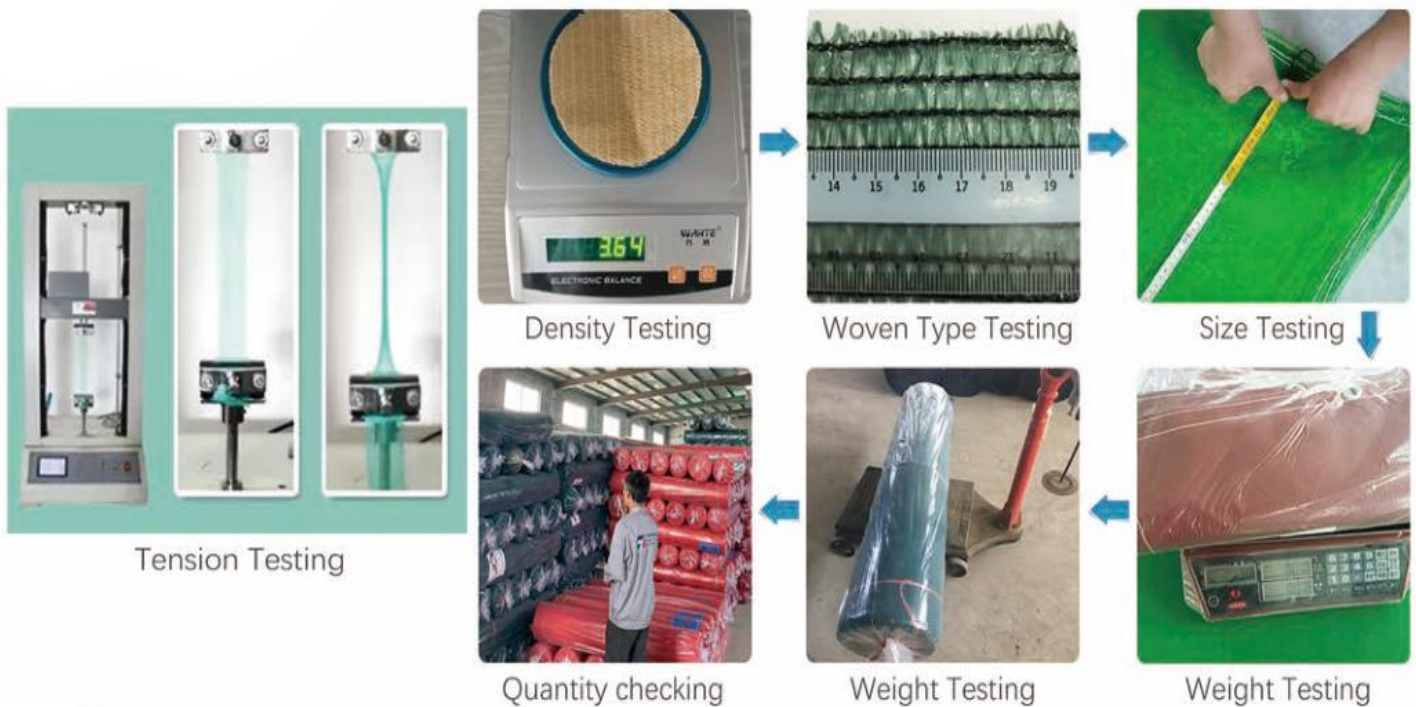 Tension Testing
3.64
WAHTE
ELECTRONIC BALANCE
Density Testing
14 15 16 17 18 19
Woven Type Testing
Size Testing
Quantity checking
Weight Testing
Weight Testing